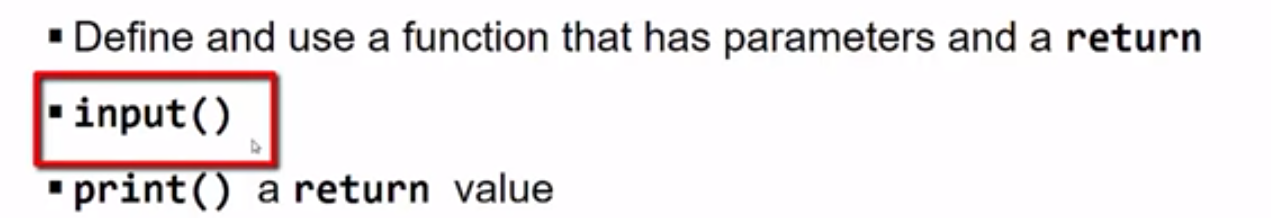 ▪ Define and use a function that has parameters and a return
▪ input()
▪ print() a return value